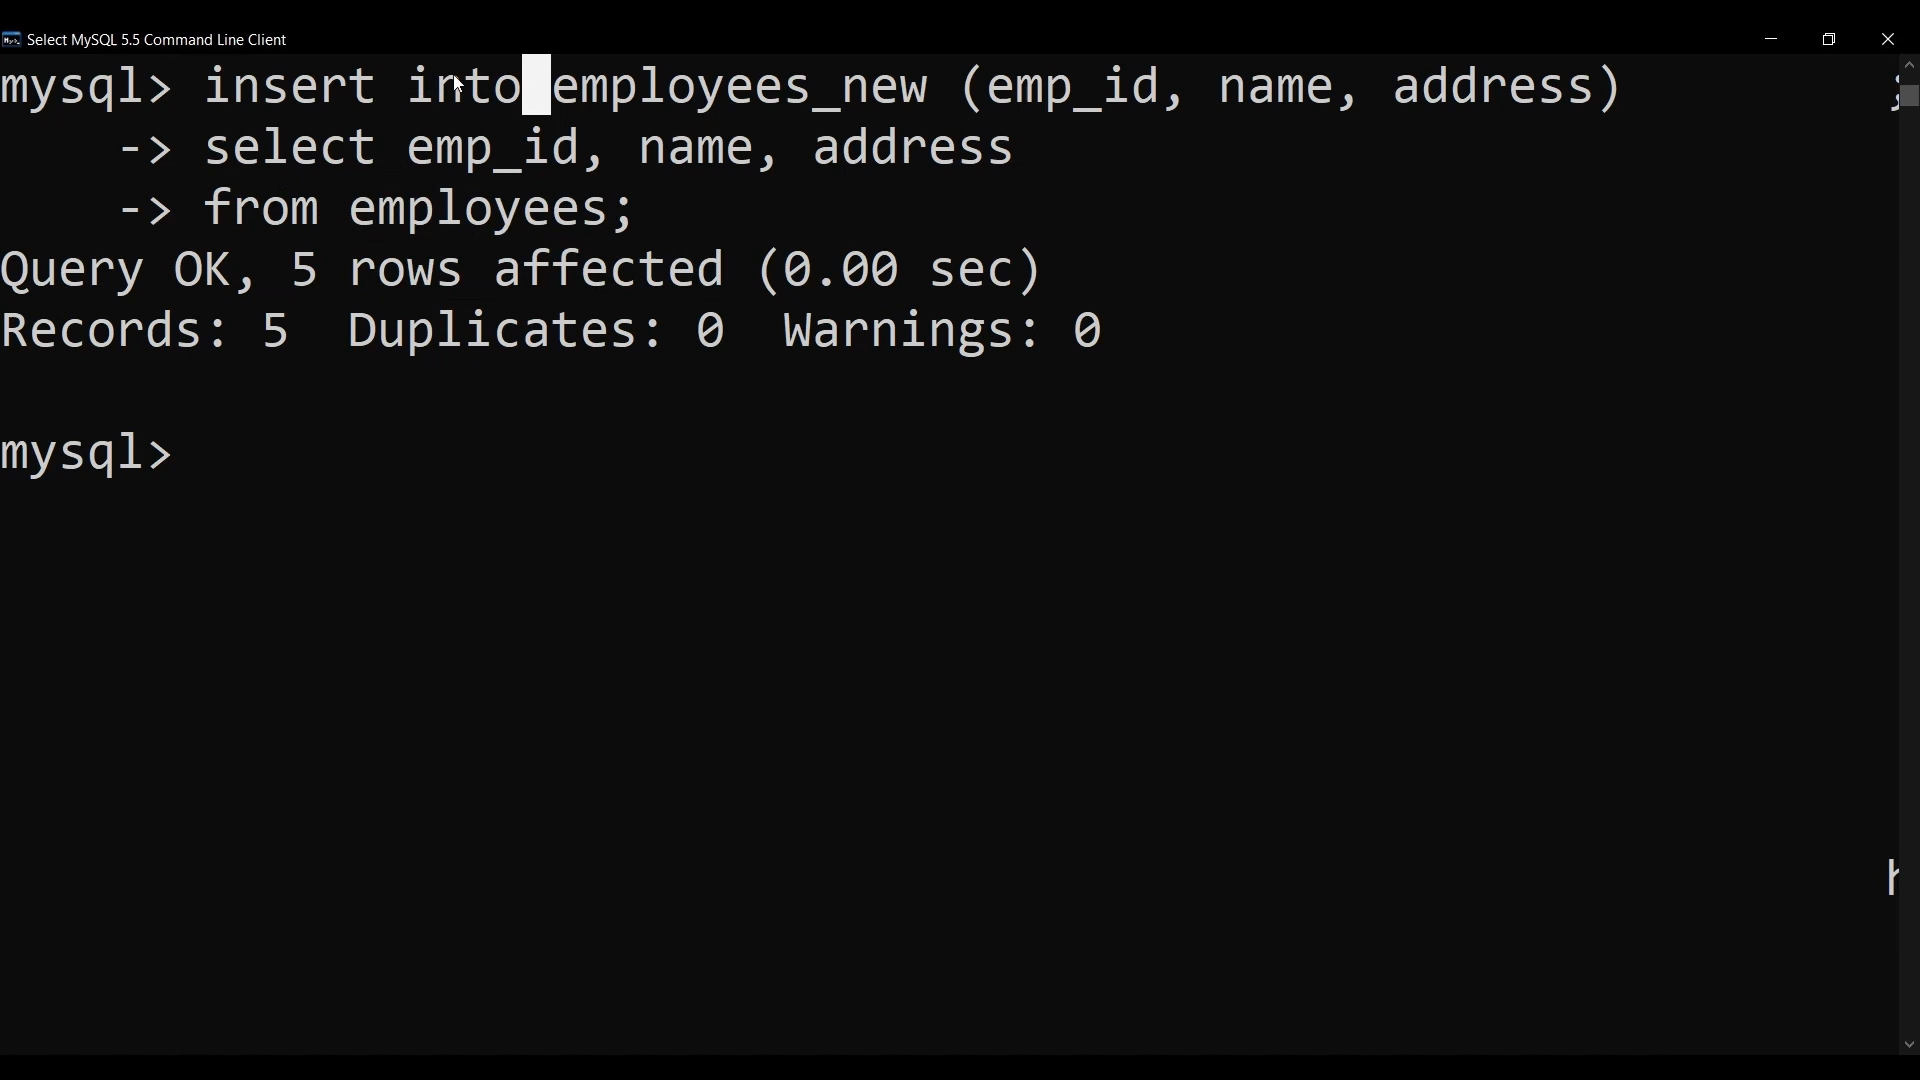 Select MySQL 5.5 Command Line Client
mysql> insert into employees_new (emp_id, name, address)
-> select emp_id, name, address
-> from employees;
Query OK, 5 rows affected (0.00 sec)
Records: 5  Duplicates: 0  Warnings: 0
mysql>